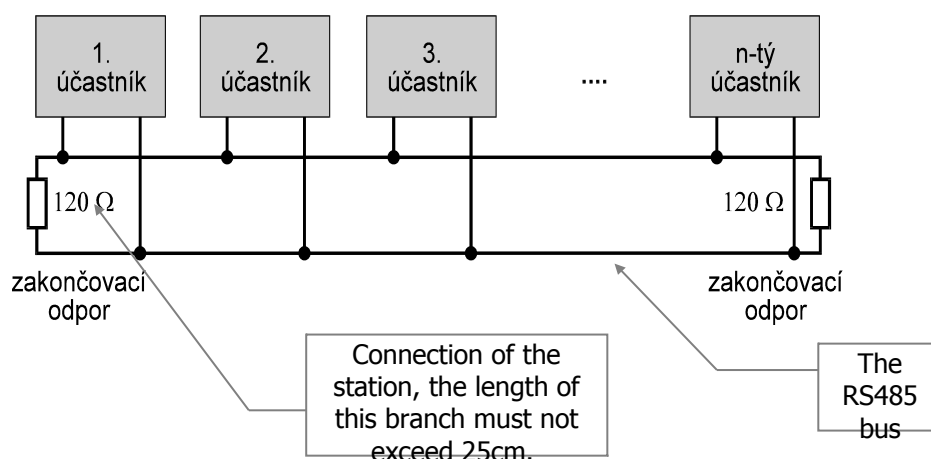 1.
účastník
2.
účastník
3.
účastník
....
n-tý
účastník
120 Ω
120 Ω
zakončovací
odpor
zakončovací
odpor
Connection of the
station, the length of
this branch must not
exceed 25cm.
The
RS485
bus